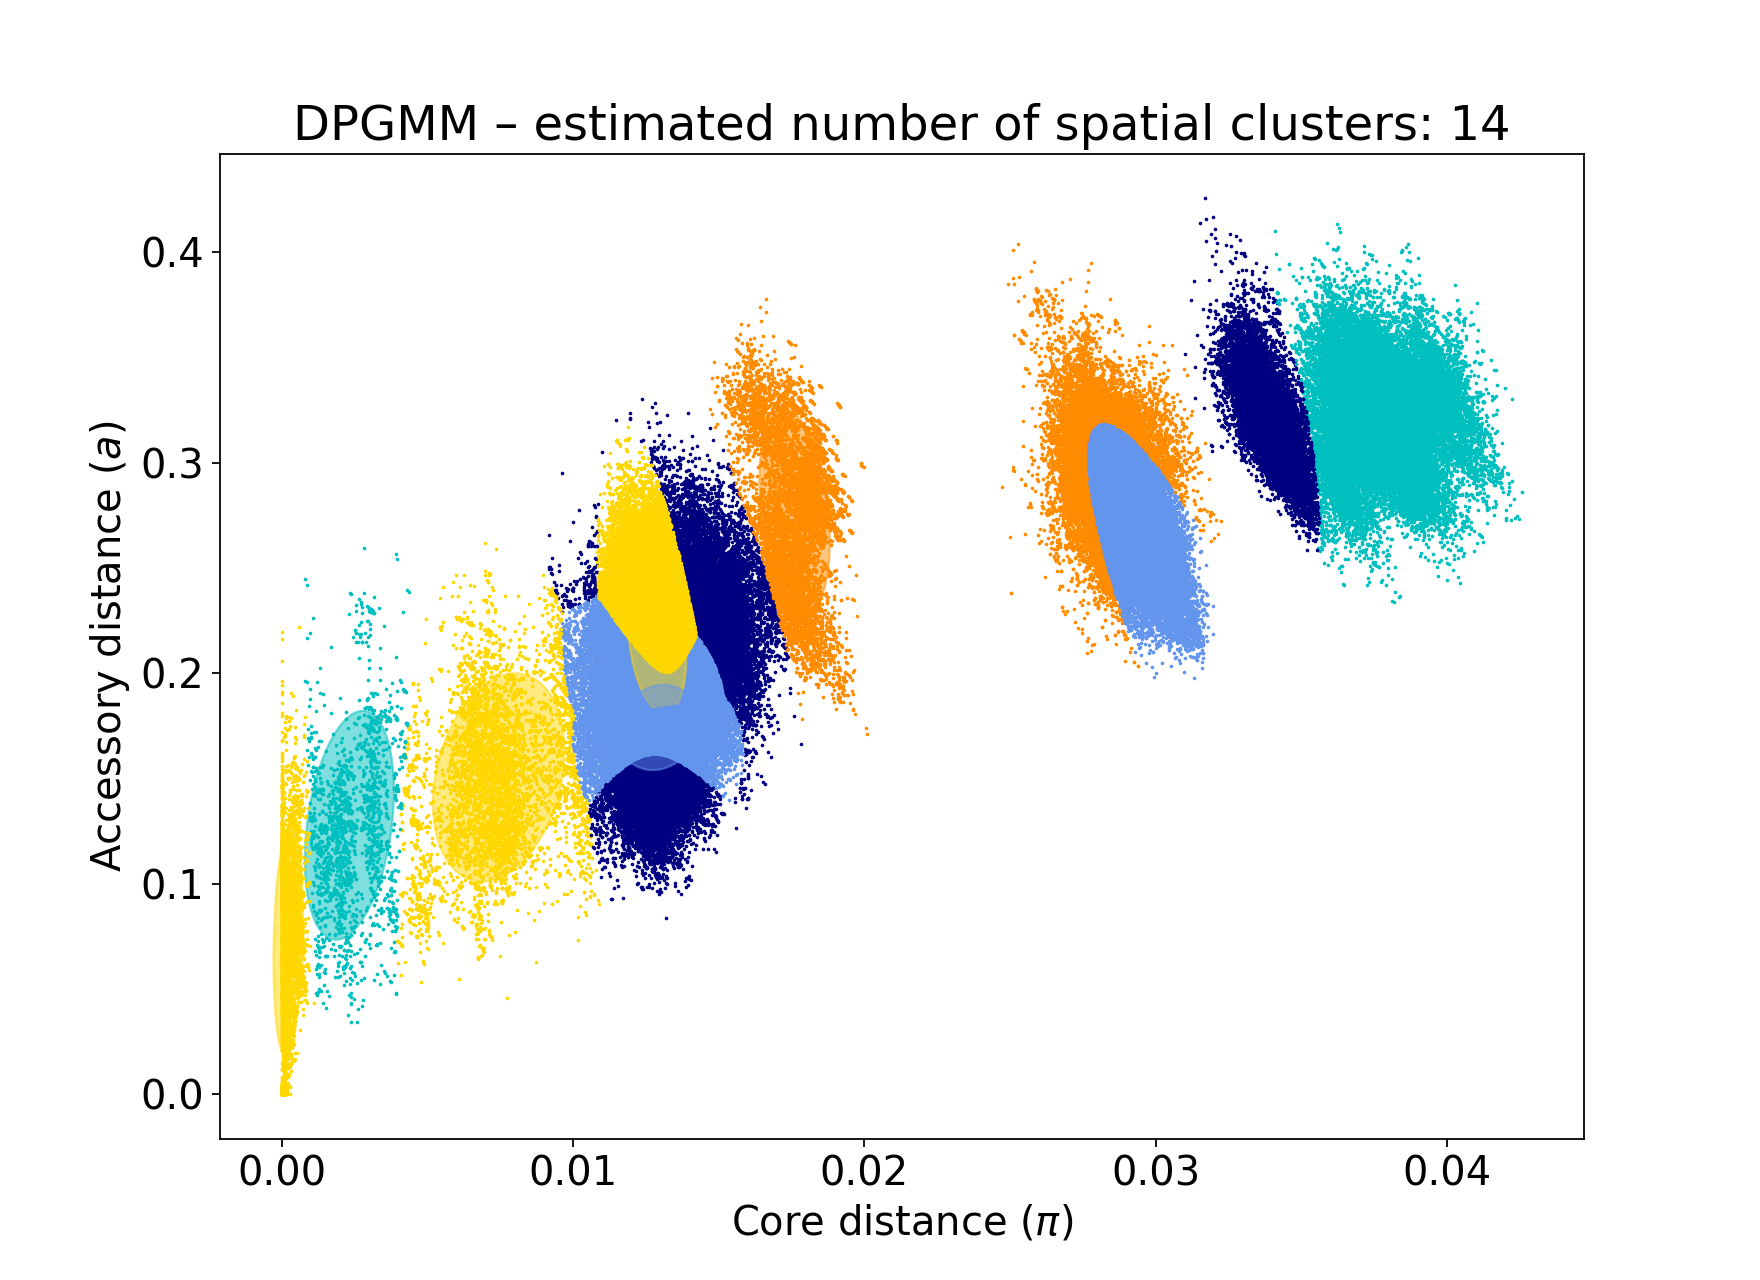 DPGMM – estimated number of spatial clusters: 14
Accessory distance (a)
0.4
0.3
0.2
0.1
0.0
0.00 0.01 0.02 0.03 0.04
Core distance (π)